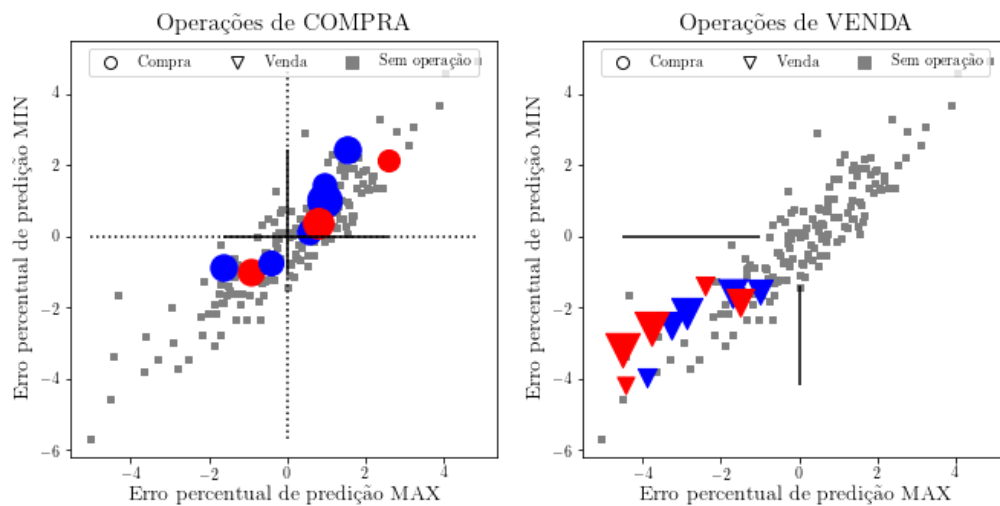 Operações de COMPRA
Compra Venda Sem operação
Erro percentual de predição MIN
4
2
0
−2
−4
−6
−4 −2 0 2 4
Erro percentual de predição MAX
Operações de VENDA
Compra Venda Sem operação
Erro percentual de predição MIN
4
2
0
−2
−4
−6
−4 −2 0 2 4
Erro percentual de predição MAX